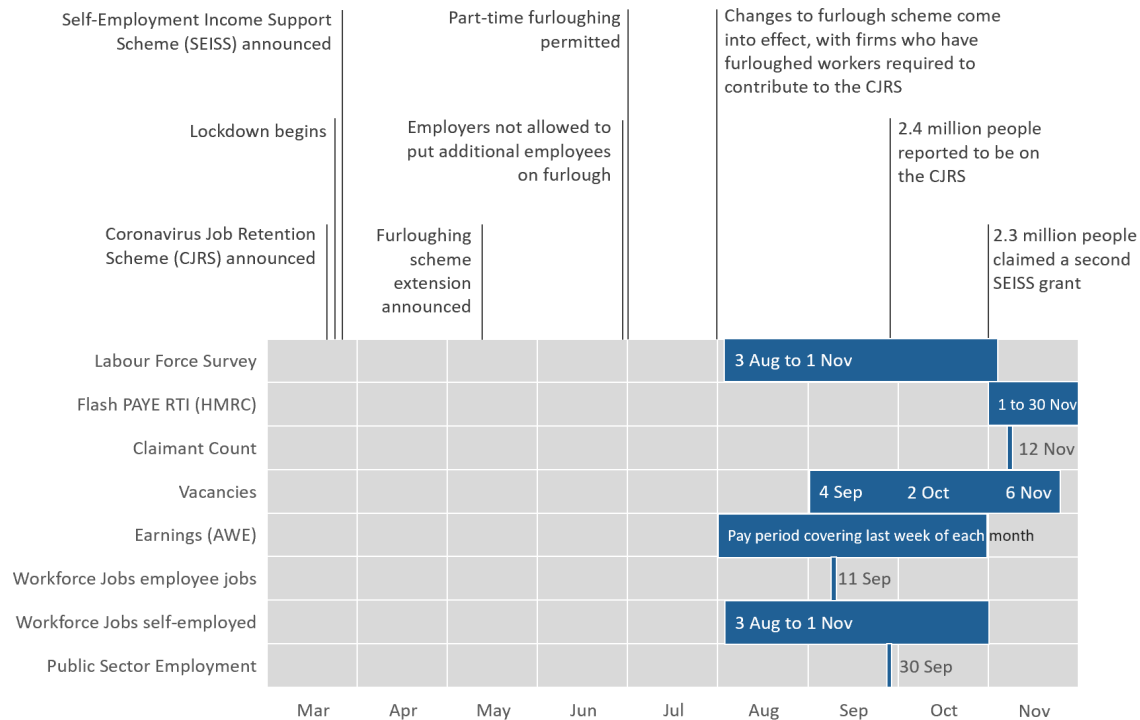 Self-Employment Income Support
Scheme (SEISS) announced
Part-time furloughing
permitted
Changes to furlough scheme come
into effect, with firms who have
furloughed workers required to
contribute to the CJRS
Lockdown begins
Employers not allowed to
put additional employees
on furlough
2.4 million people
reported to be on
the CJRS
Coronavirus Job Retention
Scheme (CJRS) announced
Furloughing
scheme
extension
announced
2.3 million people
claimed a second
SEISS grant
Labour Force Survey
3 Aug to 1 Nov
Flash PAYE RTI (HMRC)
1 to 30 Nov
Claimant Count
12 Nov
Vacancies
4 Sep 2 Oct 6 Nov
Earnings (AWE)
Pay period covering last week of each month
Workforce Jobs employee jobs
11 Sep
Workforce Jobs self-employed
3 Aug to 1 Nov
Public Sector Employment
30 Sep
Mar Apr May Jun Jul Aug Sep Oct Nov